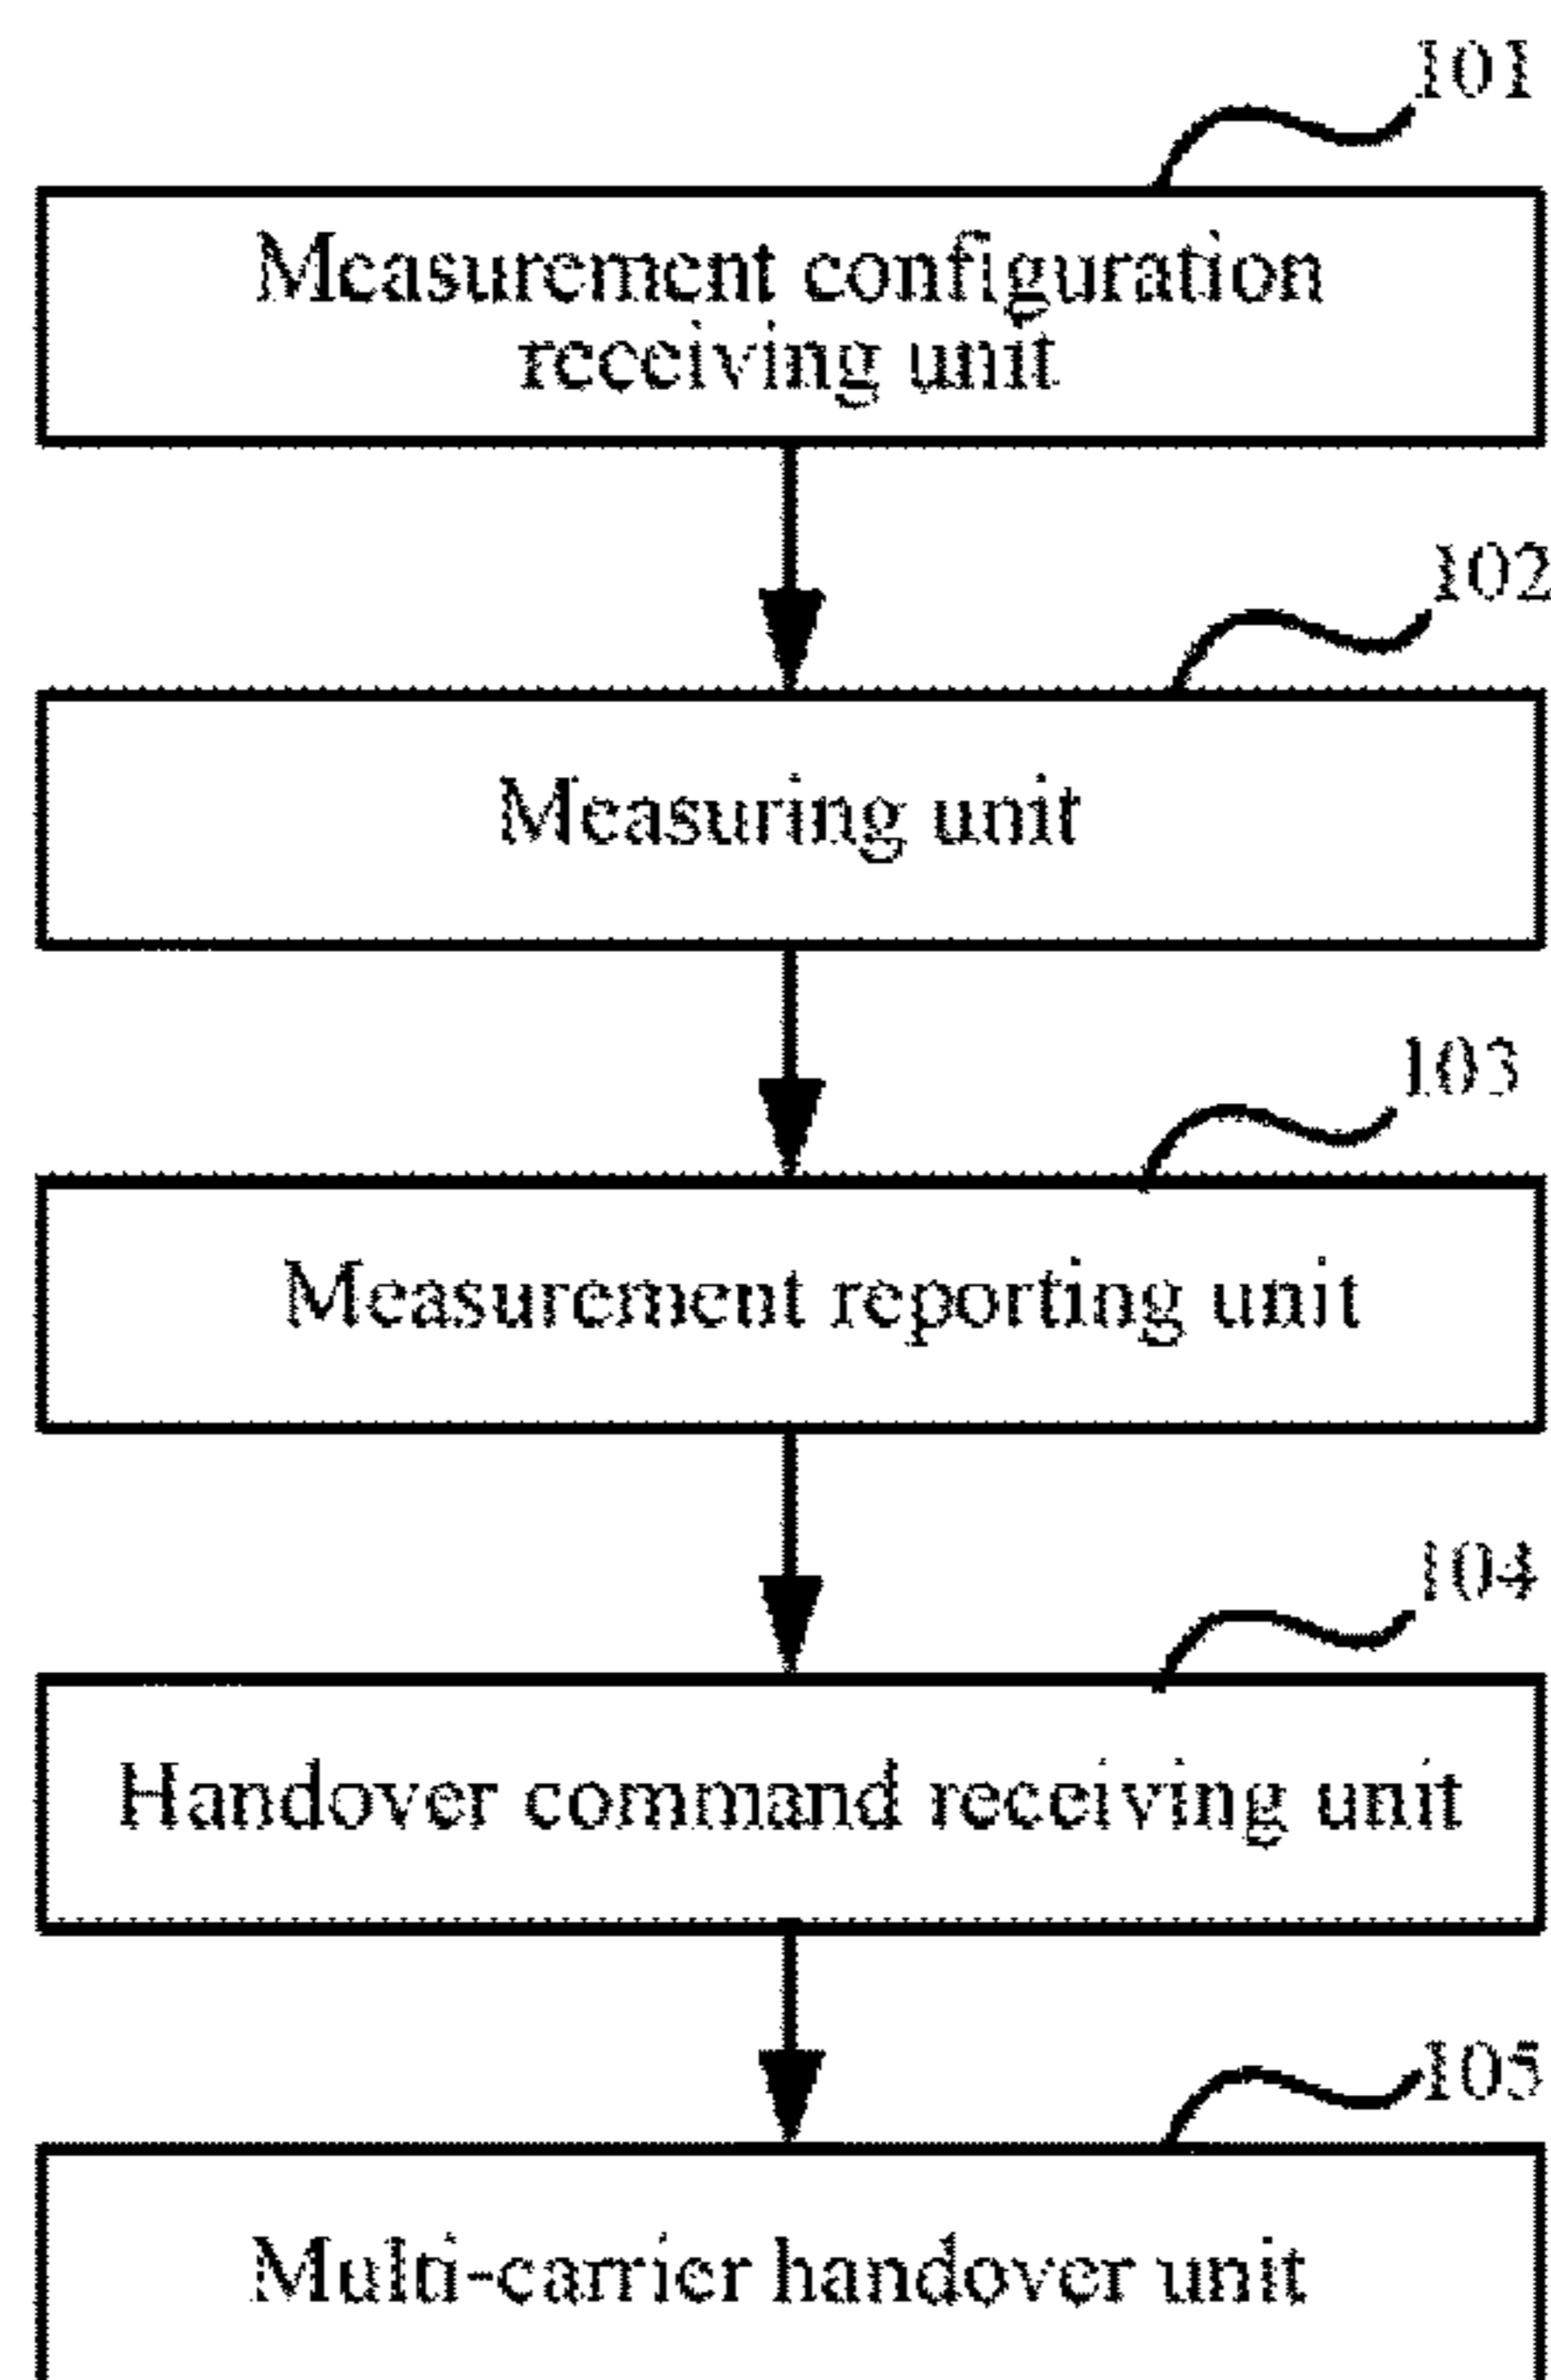 101
Measurement configuration
receiving unit
102
Measuring unit
103
Measurement reporting unit
104
Handover command receiving unit
105
Multi-carrier handover unit